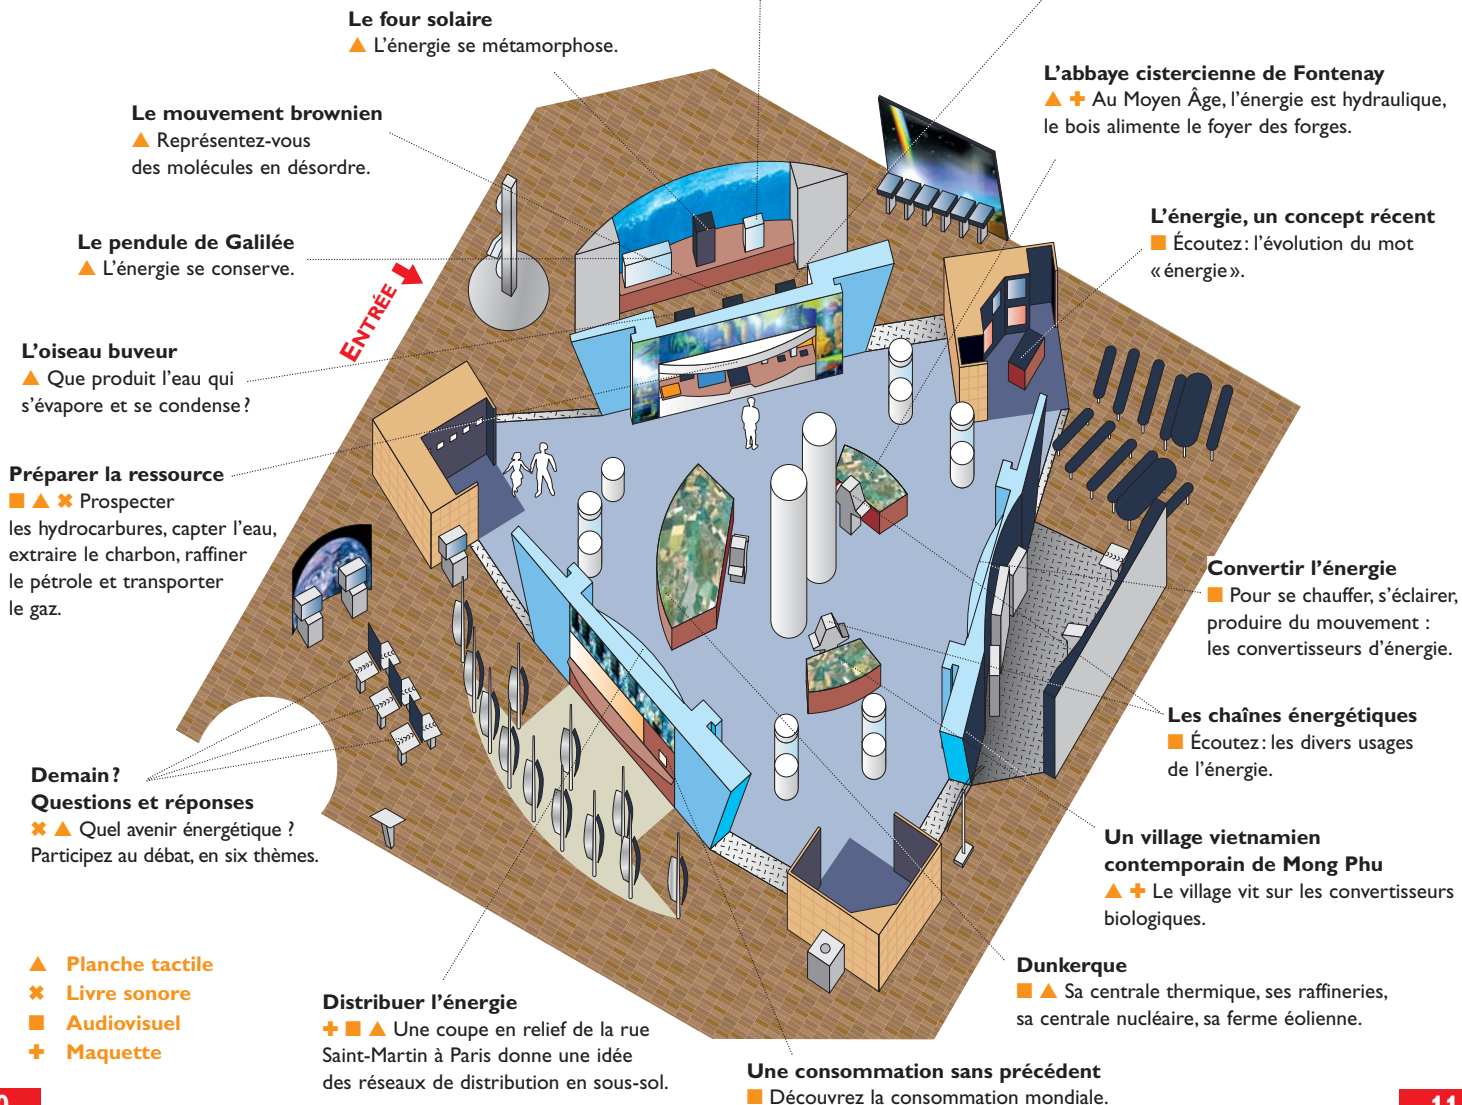 Le four solaire
▲ L'énergie se métamorphose.
L'abbaye cistercienne de Fontenay
▲ ✚ Au Moyen Âge, l'énergie est hydraulique,
le bois alimente le foyer des forges.
Le mouvement brownien
▲ Représentez-vous
des molécules en désordre.
L'énergie, un concept récent
■ Écoutez : l'évolution du mot
«énergie».
Le pendule de Galilée
▲ L'énergie se conserve.
ENTRÉE
L'oiseau buveur
▲ Que produit l'eau qui
s'évapore et se condense ?
Préparer la ressource
■ ▲ ✖ Prospecter
les hydrocarbures, capter l'eau,
extraire le charbon, raffiner
le pétrole et transporter
le gaz.
Convertir l'énergie
■ Pour se chauffer, s'éclairer,
produire du mouvement :
les convertisseurs d'énergie.
Les chaînes énergétiques
■ Écoutez : les divers usages
de l'énergie.
Demain ?
Questions et réponses
✖ ▲ Quel avenir énergétique ?
Participez au débat, en six thèmes.
Un village vietnamien
contemporain de Mong Phu
▲ ✚ Le village vit sur les convertisseurs
biologiques.
Dunkerque
■ ▲ Sa centrale thermique, ses raffineries,
sa centrale nucléaire, sa ferme éolienne.
▲ Planche tactile
✖ Livre sonore
■ Audiovisuel
✚ Maquette
Distribuer l'énergie
✚ ■ ▲ Une coupe en relief de la rue
Saint-Martin à Paris donne une idée
des réseaux de distribution en sous-sol.
Une consommation sans précédent
■ Découvrez la consommation mondiale.
11